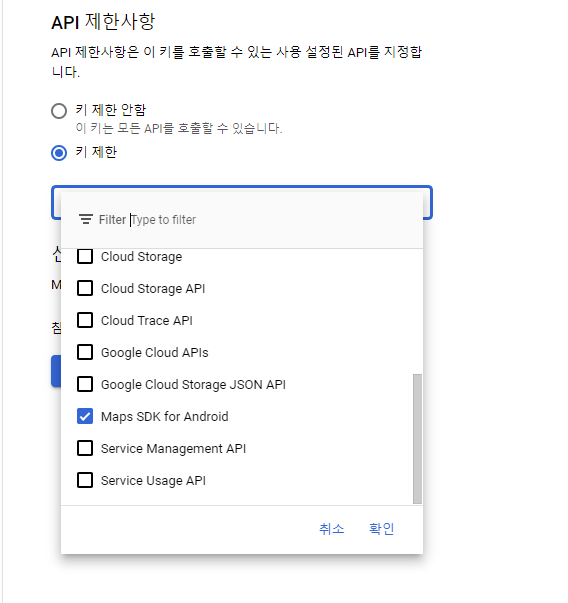 API 제한사항
API 제한사항은 이 키를 호출할 수 있는 사용 설정된 API를 지정합
니다.
키 제한 안함
이 키는 모든 API를 호출할 수 있습니다.
키 제한
Filter Type to filter
Cloud Storage
Cloud Storage API
Cloud Trace API
Google Cloud APIs
Google Cloud Storage JSON API
Maps SDK for Android
Service Management API
Service Usage API
취소 확인